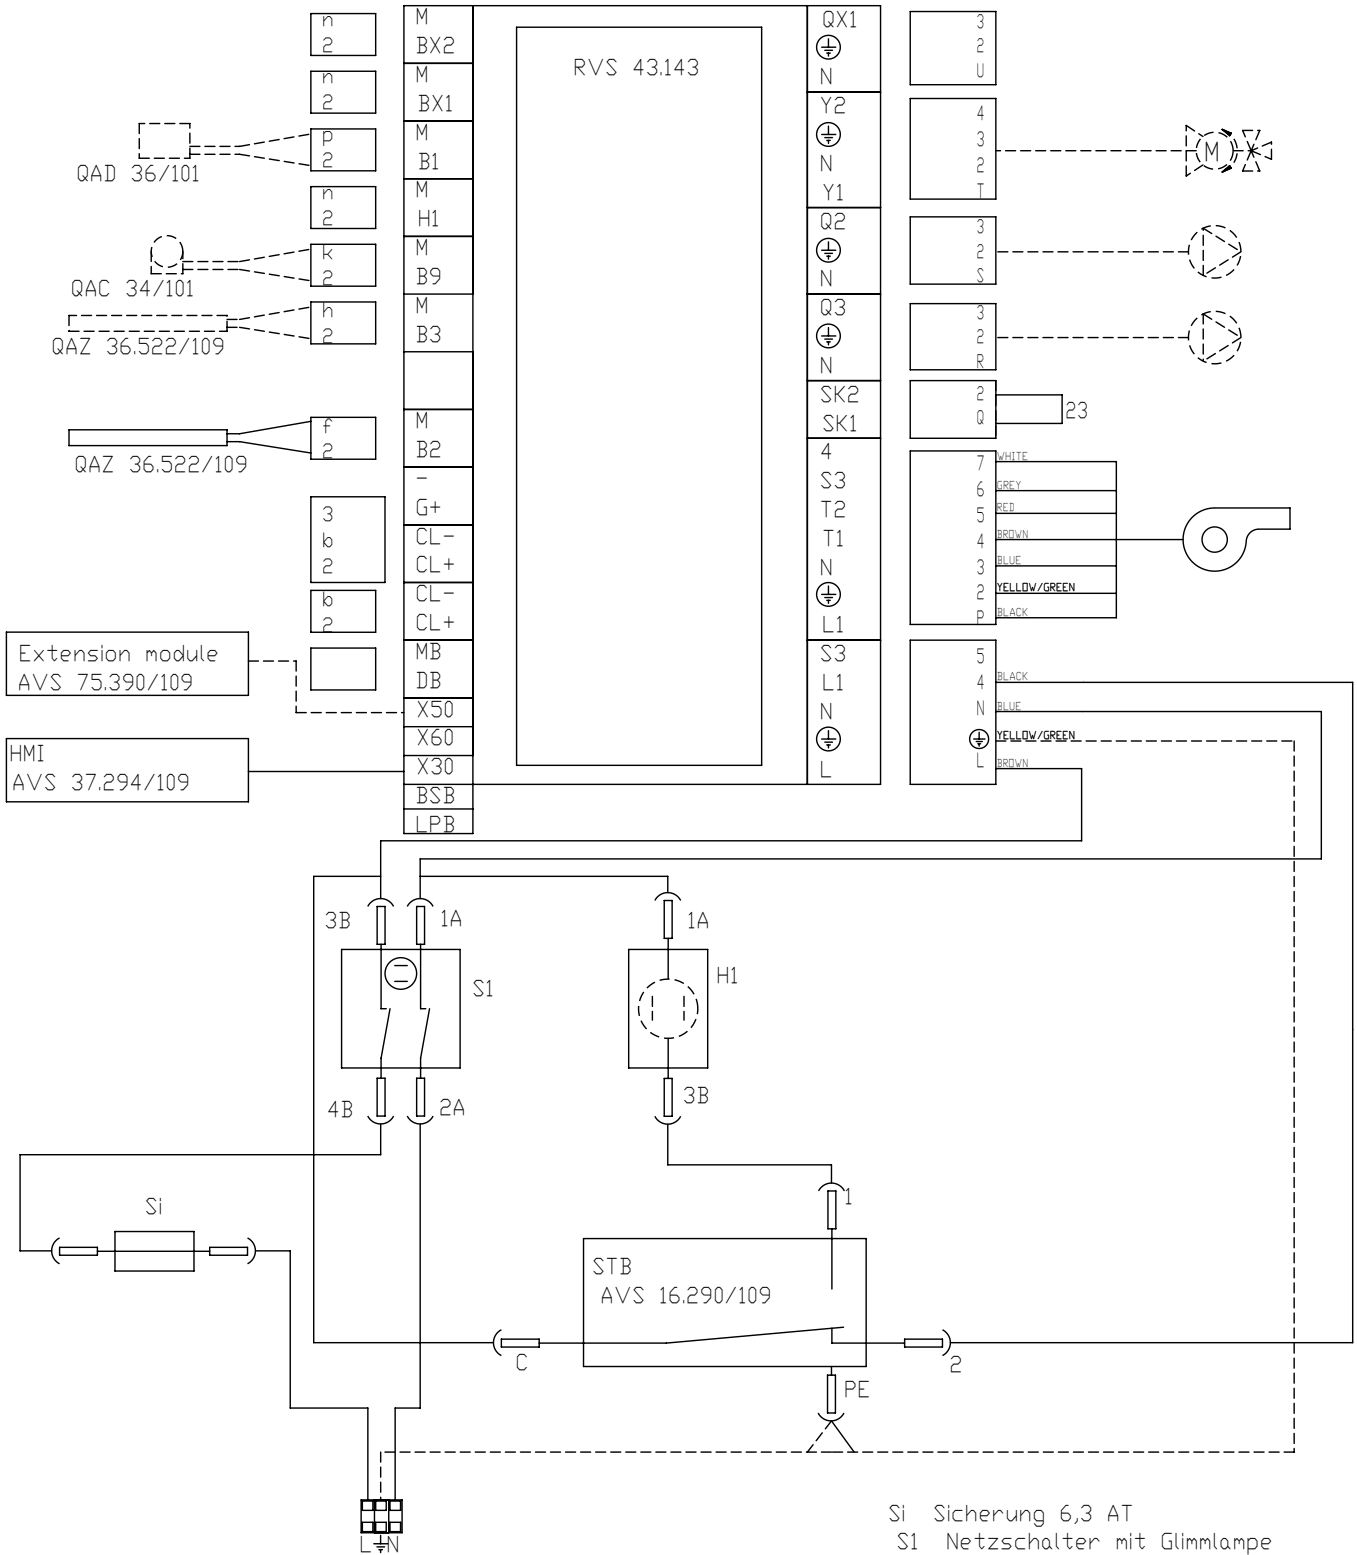 RVS 43.143
n
2
M
BX2
n
2
M
BX1
QAD 36/101
p
2
M
B1
n
2
M
H1
QAC 34/101
k
2
M
B9
QAZ 36.522/109
h
2
M
B3
QAZ 36.522/109
f
2
M
B2
-
G+
3
b
2
CL-
CL+
b
2
CL-
CL+
Extension module
AVS 75.390/109
MB
DB
X50
X60
HMI
AVS 37.294/109
X30
BSB
LPB
QX1
N
3
2
U
Y2
N
Y1
4
3
2
T
M
Q2
N
3
2
S
Q3
N
3
2
R
SK2
SK1
2
Q
23
4
S3
T2
T1
N
L1
7 WHITE
6 GREY
5 RED
4 BROWN
3 BLUE
2 YELLOW/GREEN
P BLACK
S3
L1
N
L
5
4 BLACK
N BLUE
YELLOW/GREEN
L BROWN
3B
1A
S1
4B
2A
1A
H1
3B
Si
1
STB
AVS 16.290/109
C
2
PE
L N
Si Sicherung 6,3 AT
S1 Netzschalter mit Glimmlampe